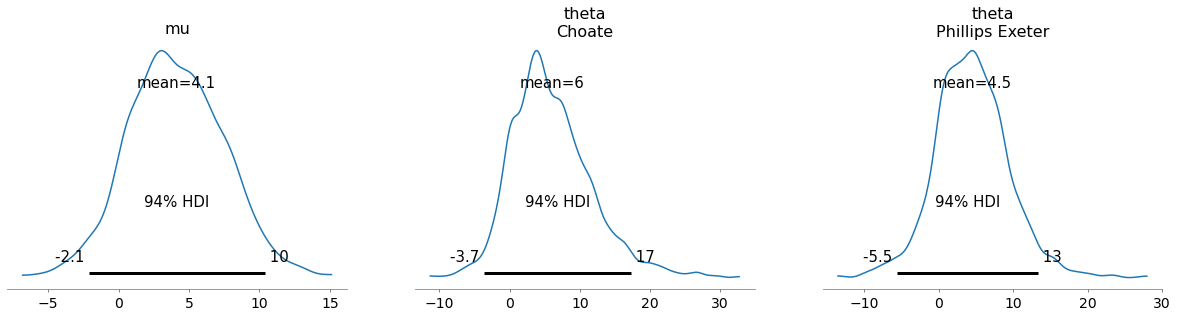 mu
mean=4.1
94% HDI
-2.1
10
−5
0
5
10
15
theta
Choate
mean=6
94% HDI
-3.7
17
−10
0
10
20
30
theta
Phillips Exeter
mean=4.5
94% HDI
-5.5
13
−10
0
10
20
30